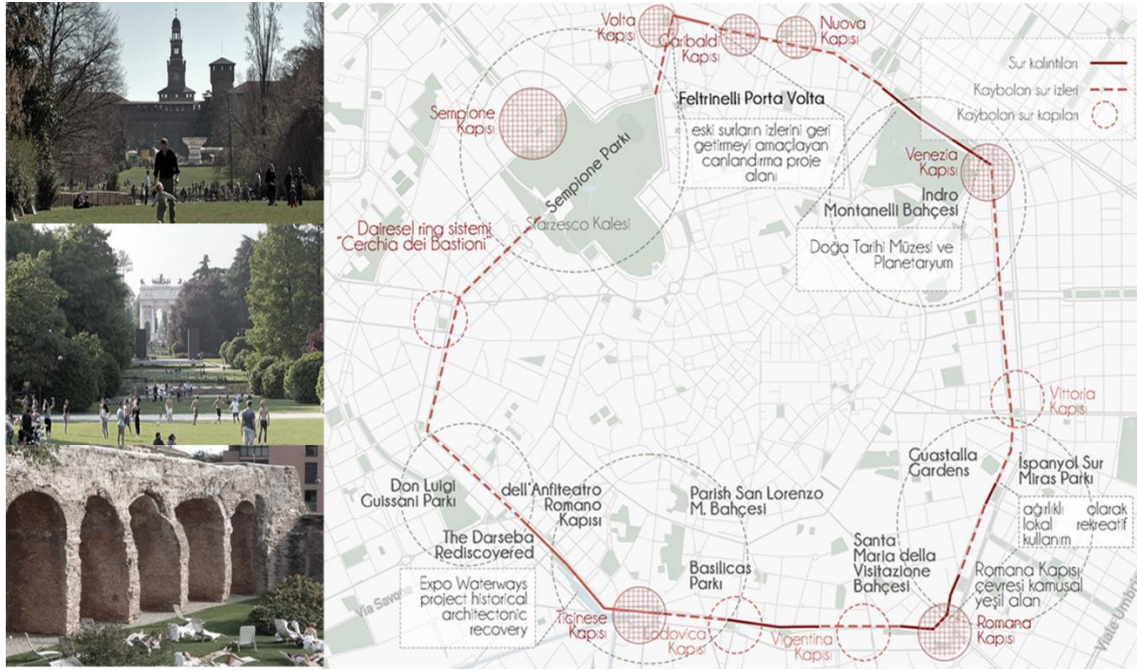 Volta
Kapısı
Garibaldi
Kapısı
Nuova
Kapısı
Sur kalıntıları
Kaybolan sur izleri
Kaybolan sur kapıları
Sempione
Kapısı
Feltrinelli Porta Volta
eski surların izlerini geri
getirmeyi amaçlayan
canlandırma proje
alanı
Sempione Parkı
Sfarzesco Kalesi
Venezia
Kapısı
Indro
Montanelli Bahçesi
Doğa Tarihi Müzesi ve
Planetaryum
Dairesel ring sistemi
"Cerchia dei Bastioni"
Vittoria
Kapısı
Guastalla
Gardens
İspanyol Sur
Miras Parkı
ağırlıklı olarak
lokal rekreatif
kullanım
Don Luigi
Guissani Parkı
dell'Anfiteatro
Romano
Kapısı
Parish San Lorenzo
M. Bahçesi
The Darseba
Rediscovered
Basilicas
Parkı
Santa
Maria della
Visitazione
Bahçesi
Expo Waterways
project historical
architectonic
recovery
Via Savona
Ticinese
Kapısı
Lodovica
Kapısı
Vigentina
Kapısı
Romana Kapısı
çevresi kamusal
yeşil alan
Romana
Kapısı
Viale Umbria